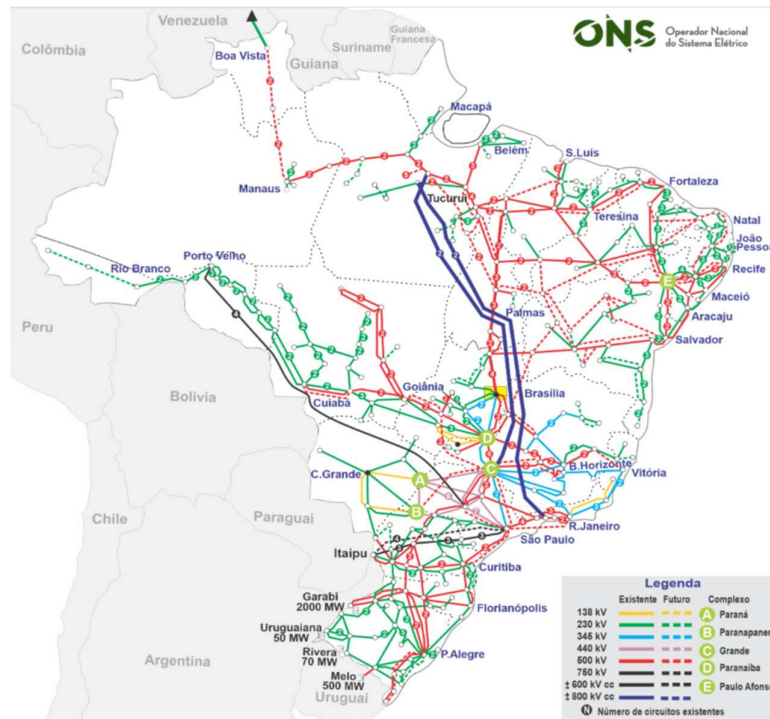 ONS Operador Nacional
do Sistema Elétrico
Venezuela
Colômbia
Guiana
Suriname
Guiana
Francesa
Boa Vista
Macapá
Belém
S.Luis
Fortaleza
Manaus
Tucuruí
Teresina
Natal
João
Pessoa
Recife
Maceió
Aracaju
Salvador
Rio Branco
Porto Velho
Palmas
Peru
Bolivia
Cuiabá
Goiânia
Brasília
C.Grande
B.Horizonte
Vitória
R.Janeiro
São Paulo
Paraguai
Chile
Itaipu
Curitiba
Garabi
2000 MW
Florianópolis
Uruguaiana
50 MW
Rivera
70 MW
Melo
500 MW
P.Alegre
Argentina
Uruguai
A
B
C
D
E
Legenda
Existente Futuro Complexo
138 kV A Paraná
230 kV B Paranapanem
345 kV C Grande
440 kV D Paranaíba
500 kV E Paulo Afonso
750 kV
± 600 kV cc
± 800 kV cc
N Número de circuitos existentes